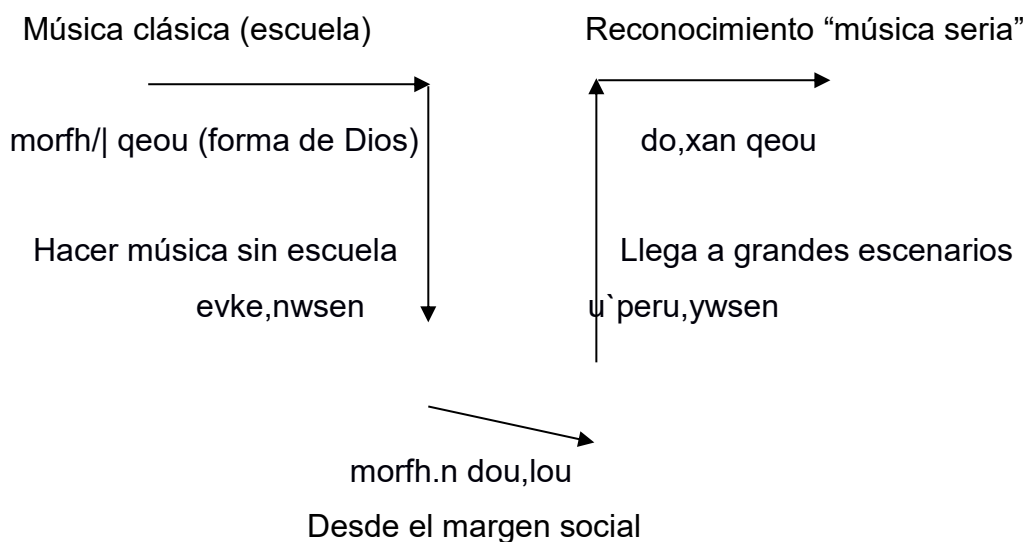 Música clásica (escuela) Reconocimiento “música seria”
morfh/| qeou (forma de Dios) do,xan qeou
Hacer música sin escuela Llega a grandes escenarios
evke,nwsen u`peru,ywsen
morfh.n dou,lou
Desde el margen social